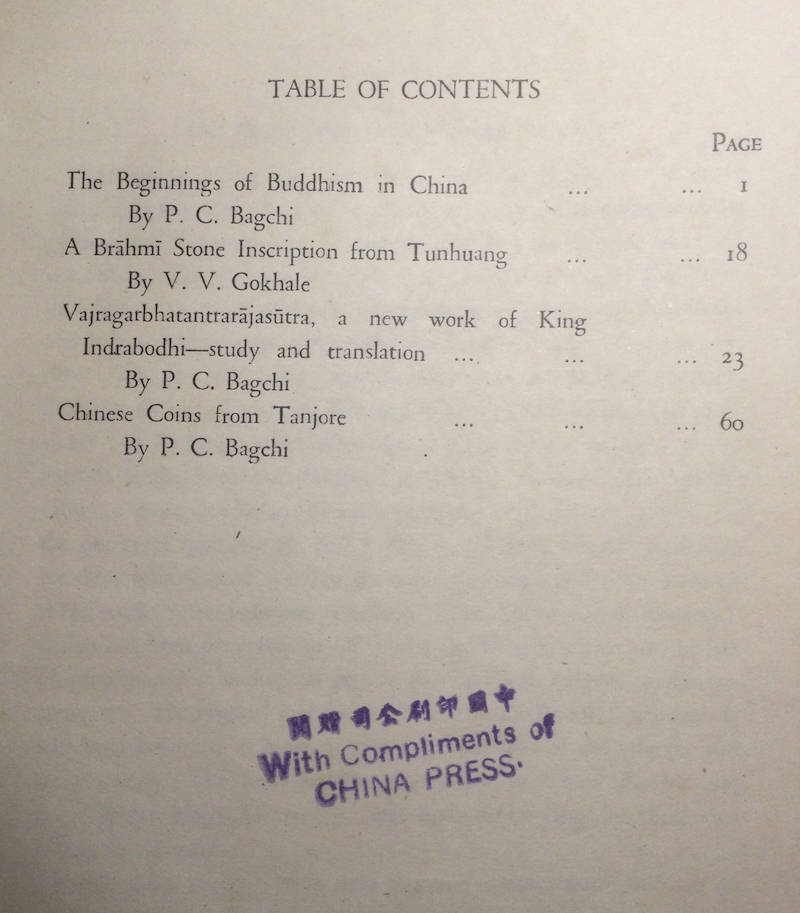 TABLE OF CONTENTS
PAGE
The Beginnings of Buddhism in China ... ... 1
By P. C. Bagchi
A Brāhmī Stone Inscription from Tunhuang ... ... 18
By V. V. Gokhale
Vajragarbhatantrarājasūtra, a new work of King
Indrabodhi—study and translation ... ... ... 23
By P. C. Bagchi
Chinese Coins from Tanjore ... ... ... 60
By P. C. Bagchi
中國印刷公司贈閱
With Compliments of
CHINA PRESS.